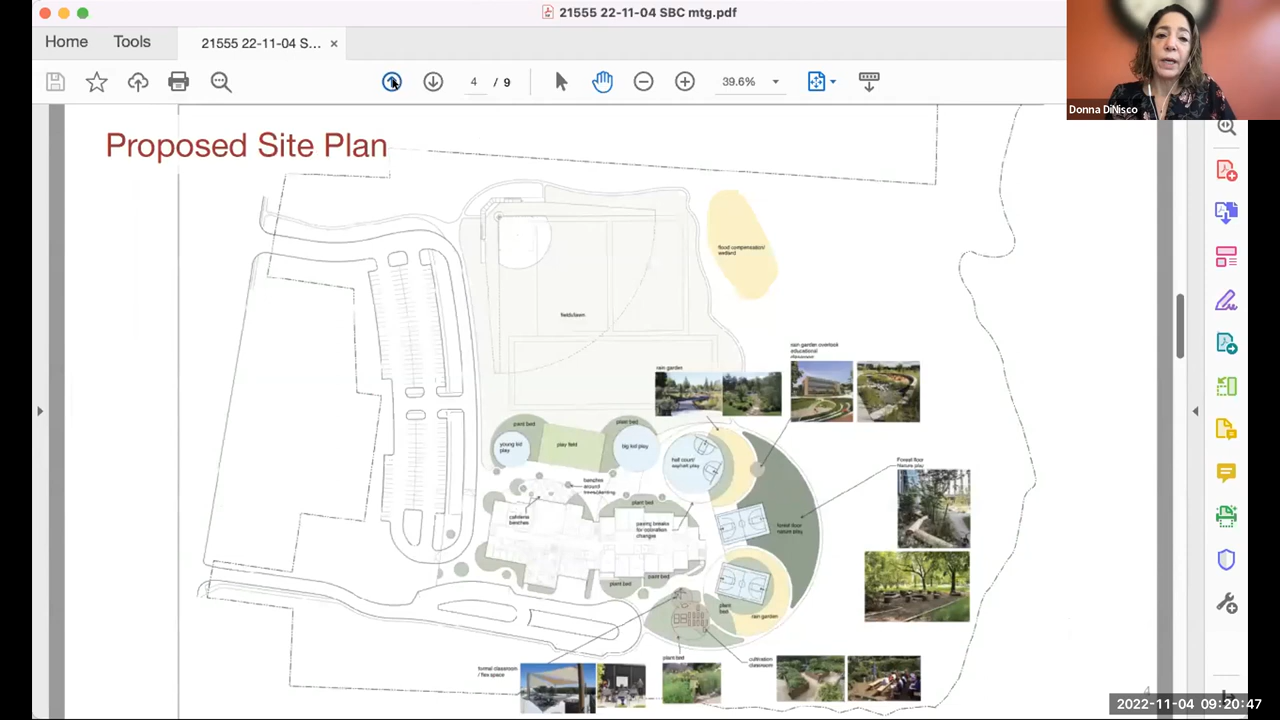 21555 22-11-04 SBC mtg.pdf
Home
Tools
21555 22-11-04 S...
4 / 9
39.6%
Donna DiNisco
Proposed Site Plan
flood compensation/
wetland
fields/lawn
rain garden overlook
educational
rain garden
plant bed
plant bed
young kid
play
play field
big kid play
half court/
asphalt play
benches
around
trees/planting
cafeteria
benches
plant bed
paving breaks
for coloration
changes
Forest floor
Nature play
forest floor
nature play
plant bed
plant bed
plant
bed
rain garden
plant bed
cultivation
classroom
formal classroom
/ flex space
4
2022-11-04 09:20:47